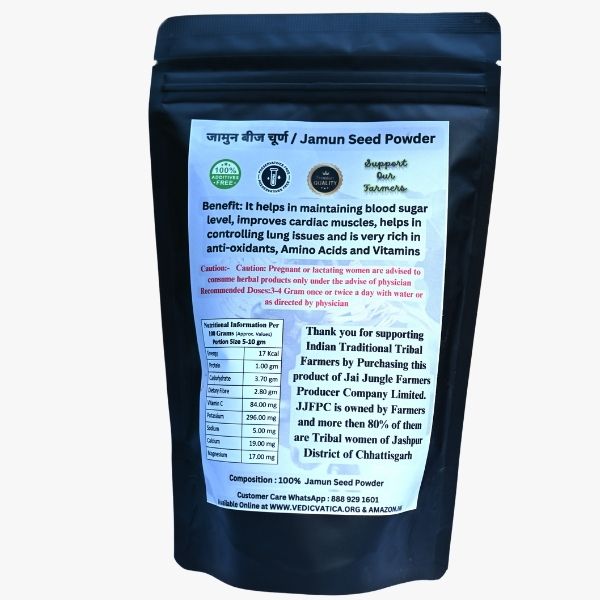 जामुन बीज चूर्ण / Jamun Seed Powder
100%
ADDITIVES
FREE
Premium
QUALITY
Support
Our
Farmers
Benefit: It helps in maintaining blood sugar
level, improves cardiac muscles, helps in
controlling lung issues and is very rich in
anti-oxidants, Amino Acids and Vitamins
Caution:- Caution: Pregnant or lactating women are advised to
consume herbal products only under the advise of physician
Recommended Doses:3-4 Gram once or twice a day with water or
as directed by physician
Nutritional Information Per
100 Grams (Approx. Values)
Portion Size 5-10 gm
Energy 17 Kcal
Protein 1.00 gm
Carbohydrate 3.70 gm
Dietary Fibre 2.80 gm
Vitamin C 84.00 mg
Potassium 296.00 mg
Sodium 5.00 mg
Calcium 19.00 mg
Magnesium 17.00 mg
Thank you for supporting
Indian Traditional Tribal
Farmers by Purchasing this
product of Jai Jungle Farmers
Producer Company Limited.
JJFPC is owned by Farmers
and more then 80% of them
are Tribal women of Jashpur
District of Chhattisgarh
Composition : 100% Jamun Seed Powder
Customer Care WhatsApp : 888 929 1601
Available Online at WWW.VEDICVATICA.ORG & AMAZON.IN